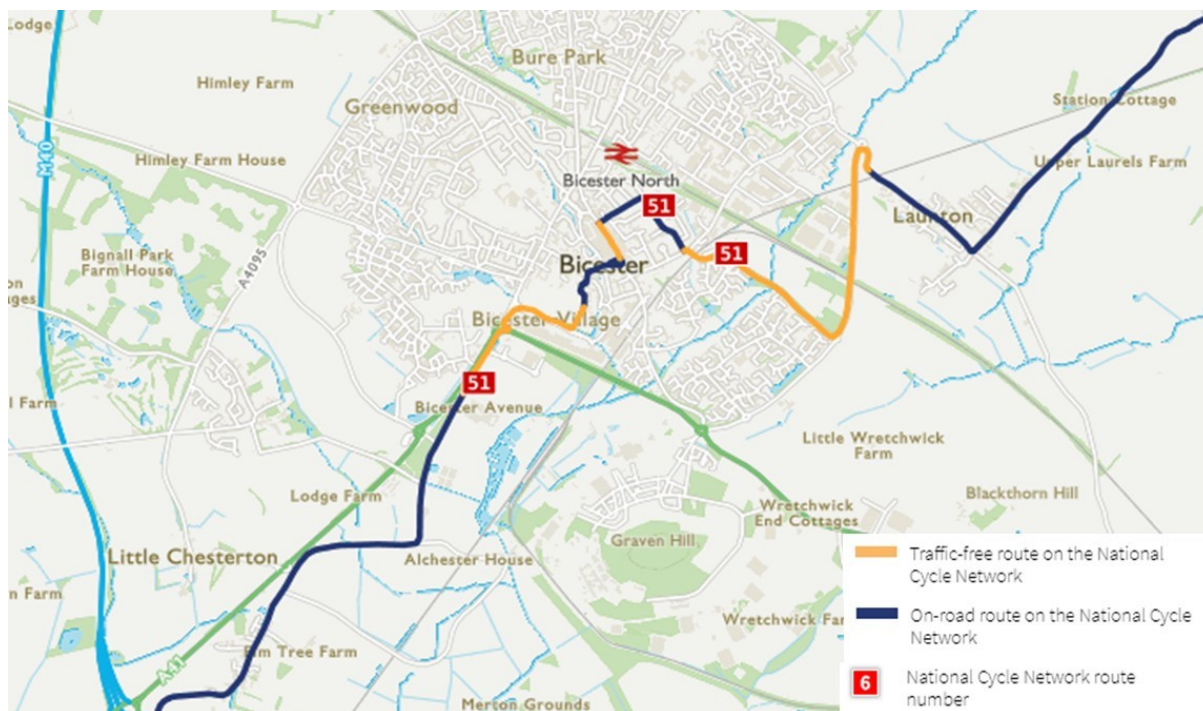 Lodge
Bure Park
Himley Farm
Greenwood
Station Cottage
M40
Himley Farm House
Bicester North
Upper Laurels Farm
51
Launton
Bignall Park
Farm House
A 4095
51
Bicester
Bicester Village
51
Bicester Avenue
Little Wretchwick
Farm
Lodge Farm
Blackthorn Hill
Wretchwick
End Cottages
Graven Hill
Little Chesterton
Alchester House
Farm
Elm Tree Farm
A41
Merton Grounds
Traffic-free route on the National
Cycle Network
On-road route on the National Cycle
Network
6
National Cycle Network route
number